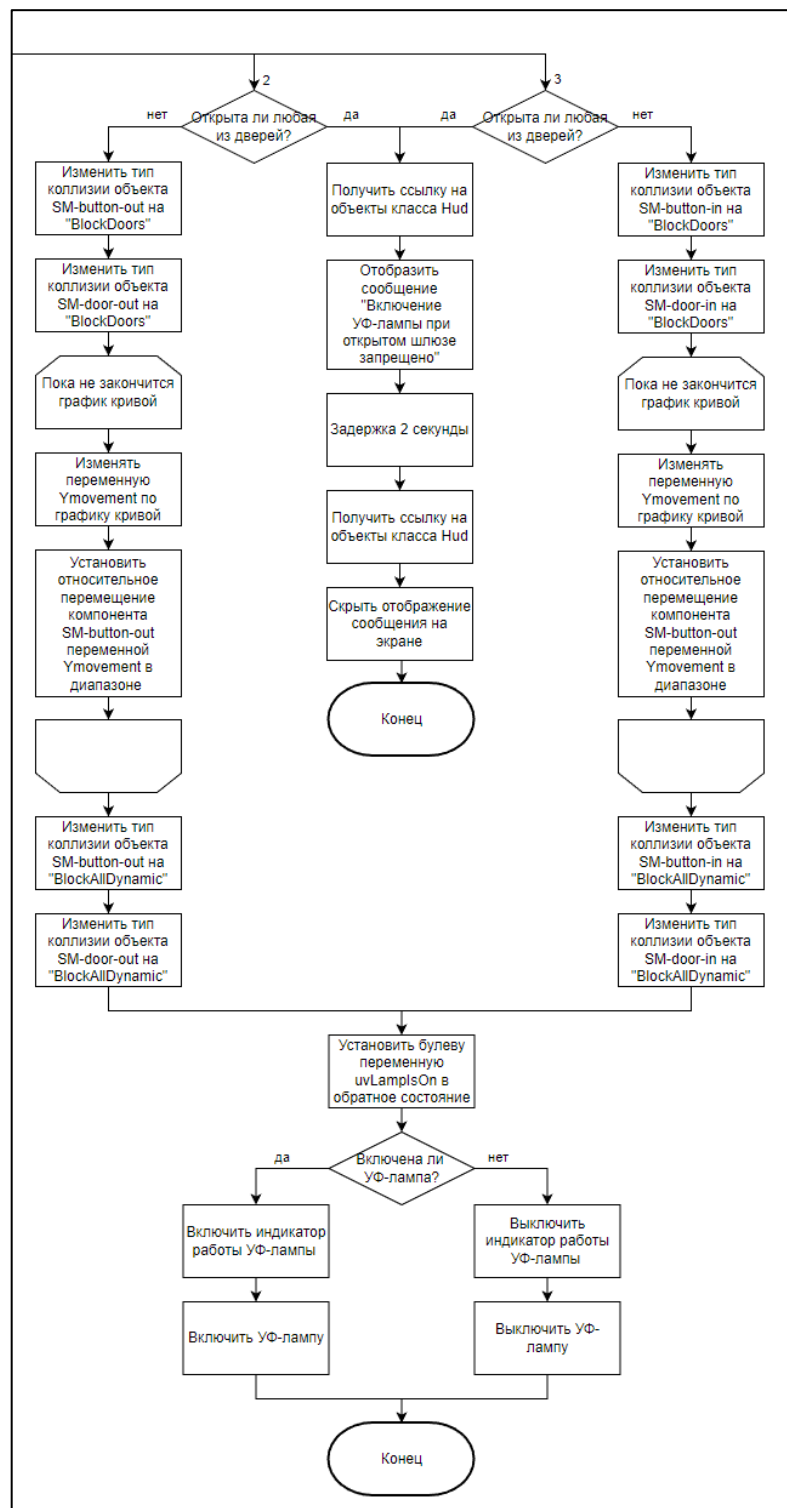 2
3
Открыта ли любая
из дверей?
нет
да
да
Открыта ли любая
из дверей?
нет
Изменить тип
коллизии объекта
SM-button-out на
"BlockDoors"
Изменить тип
коллизии объекта
SM-door-out на
"BlockDoors"
Пока не закончится
график кривой
Изменять
переменную
Ymovement по
графику кривой
Установить
относительное
перемещение
компонента
SM-button-out
переменной
Ymovement в
диапазоне
Изменить тип
коллизии объекта
SM-button-out на
"BlockAllDynamic"
Изменить тип
коллизии объекта
SM-door-out на
"BlockAllDynamic"
Получить ссылку на
объекты класса Hud
Отобразить
сообщение
"Включение
УФ-лампы при
открытом шлюзе
запрещено"
Задержка 2 секунды
Получить ссылку на
объекты класса Hud
Скрыть отображение
сообщения на
экране
Конец
Изменить тип
коллизии объекта
SM-button-in на
"BlockDoors"
Изменить тип
коллизии объекта
SM-door-in на
"BlockDoors"
Пока не закончится
график кривой
Изменять
переменную
Ymovement по
графику кривой
Установить
относительное
перемещение
компонента
SM-button-out
переменной
Ymovement в
диапазоне
Изменить тип
коллизии объекта
SM-button-in на
"BlockAllDynamic"
Изменить тип
коллизии объекта
SM-door-in на
"BlockAllDynamic"
Установить булеву
переменную
uvLampIsOn в
обратное состояние
Включена ли
УФ-лампа?
да
нет
Включить индикатор
работы УФ-лампы
Включить УФ-лампу
Выключить
индикатор работы
УФ-лампы
Выключить УФ-
лампу
Конец